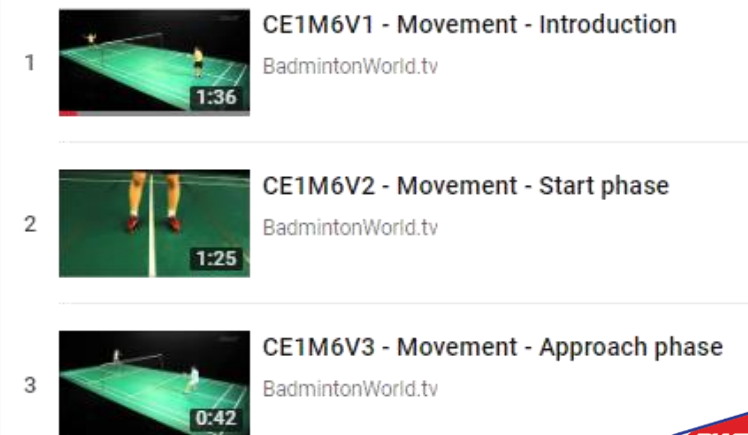 1
1:36
CE1M6V1 - Movement - Introduction
BadmintonWorld.tv
2
1:25
CE1M6V2 - Movement - Start phase
BadmintonWorld.tv
3
0:42
CE1M6V3 - Movement - Approach phase
BadmintonWorld.tv